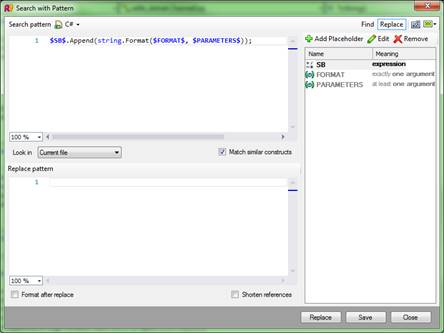 Search with Pattern
Search pattern C# Find Replace
1 $SB$.Append(string.Format($FORMAT$, $PARAMETERS$));
Add Placeholder Edit Remove
Name Meaning
SB expression
FORMAT exactly one argument
PARAMETERS at least one argument
100 %
Look in Current file Match similar constructs
Replace pattern
1
100 %
Format after replace Shorten references
Replace Save Close